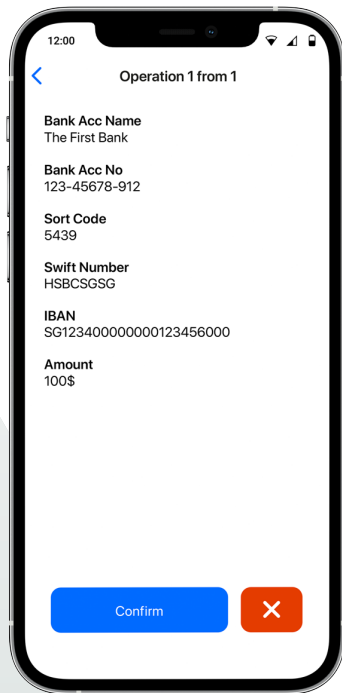 12:00
Operation 1 from 1
Bank Acc Name
The First Bank
Bank Acc No
123-45678-912
Sort Code
5439
Swift Number
HSBCSGSG
IBAN
SG123400000000123456000
Amount
100$
Confirm